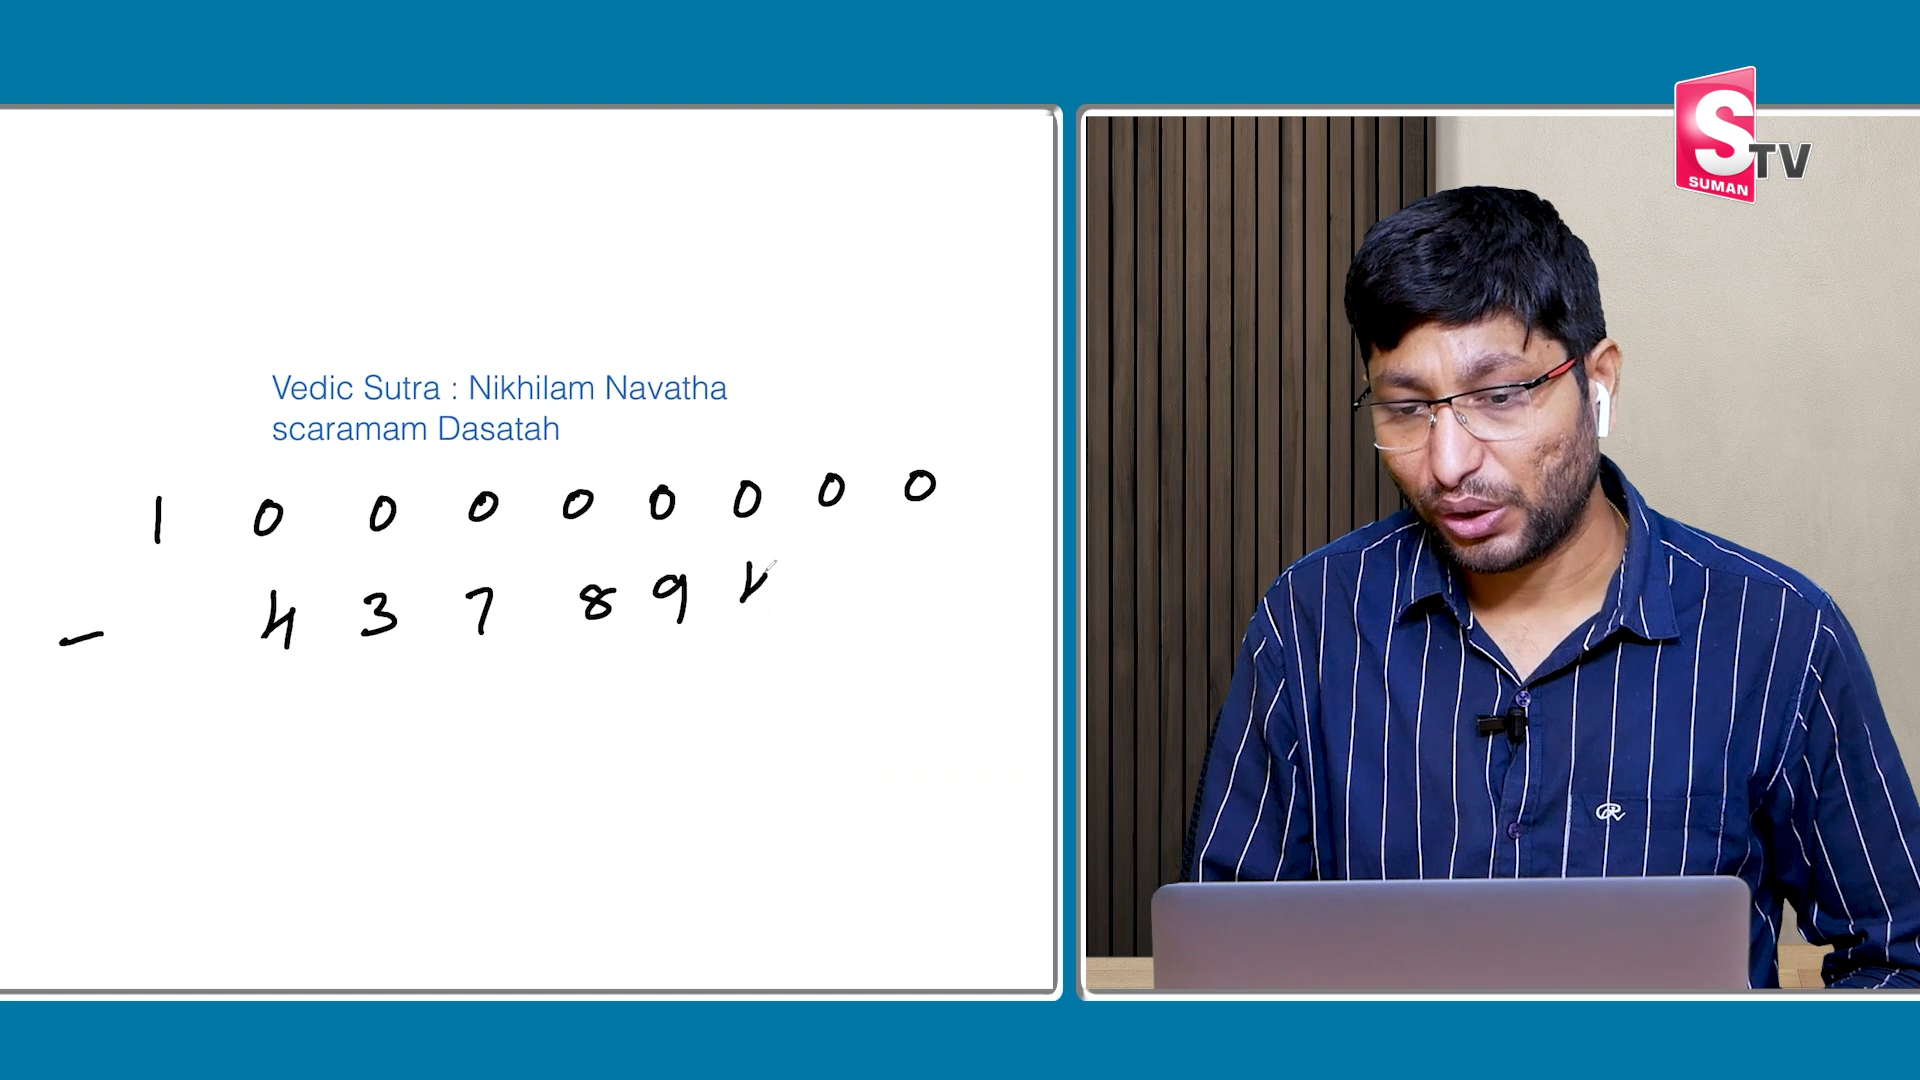 S TV
SUMAN
Vedic Sutra : Nikhilam Navatha
scaramam Dasatah
1 0 0 0 0 0 0 0 0
- 4 3 7 8 9